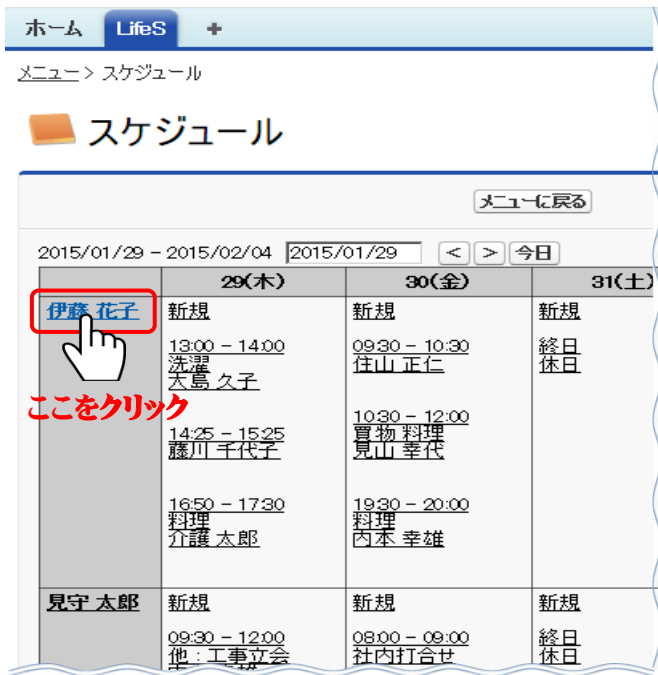 ホーム LifeS +
メニュー > スケジュール
スケジュール
メニューに戻る
2015/01/29 - 2015/02/04 2015/01/29 < > 今日
29(木) 30(金) 31(土)
伊藤 花子 新規 新規 新規
13:00 - 14:00 09:30 - 10:30 終日
洗濯 住山 正仁 休日
大島 久子
ここをクリック
10:30 - 12:00
14:25 - 15:25 買物 料理
藤川 千代子 見山 幸代
16:50 - 17:30 19:30 - 20:00
料理 料理
介護 太郎 内本 幸雄
見守 太郎 新規 新規 新規
09:30 - 12:00 08:00 - 09:00 終日
他：工事立会 社内打合せ 休日